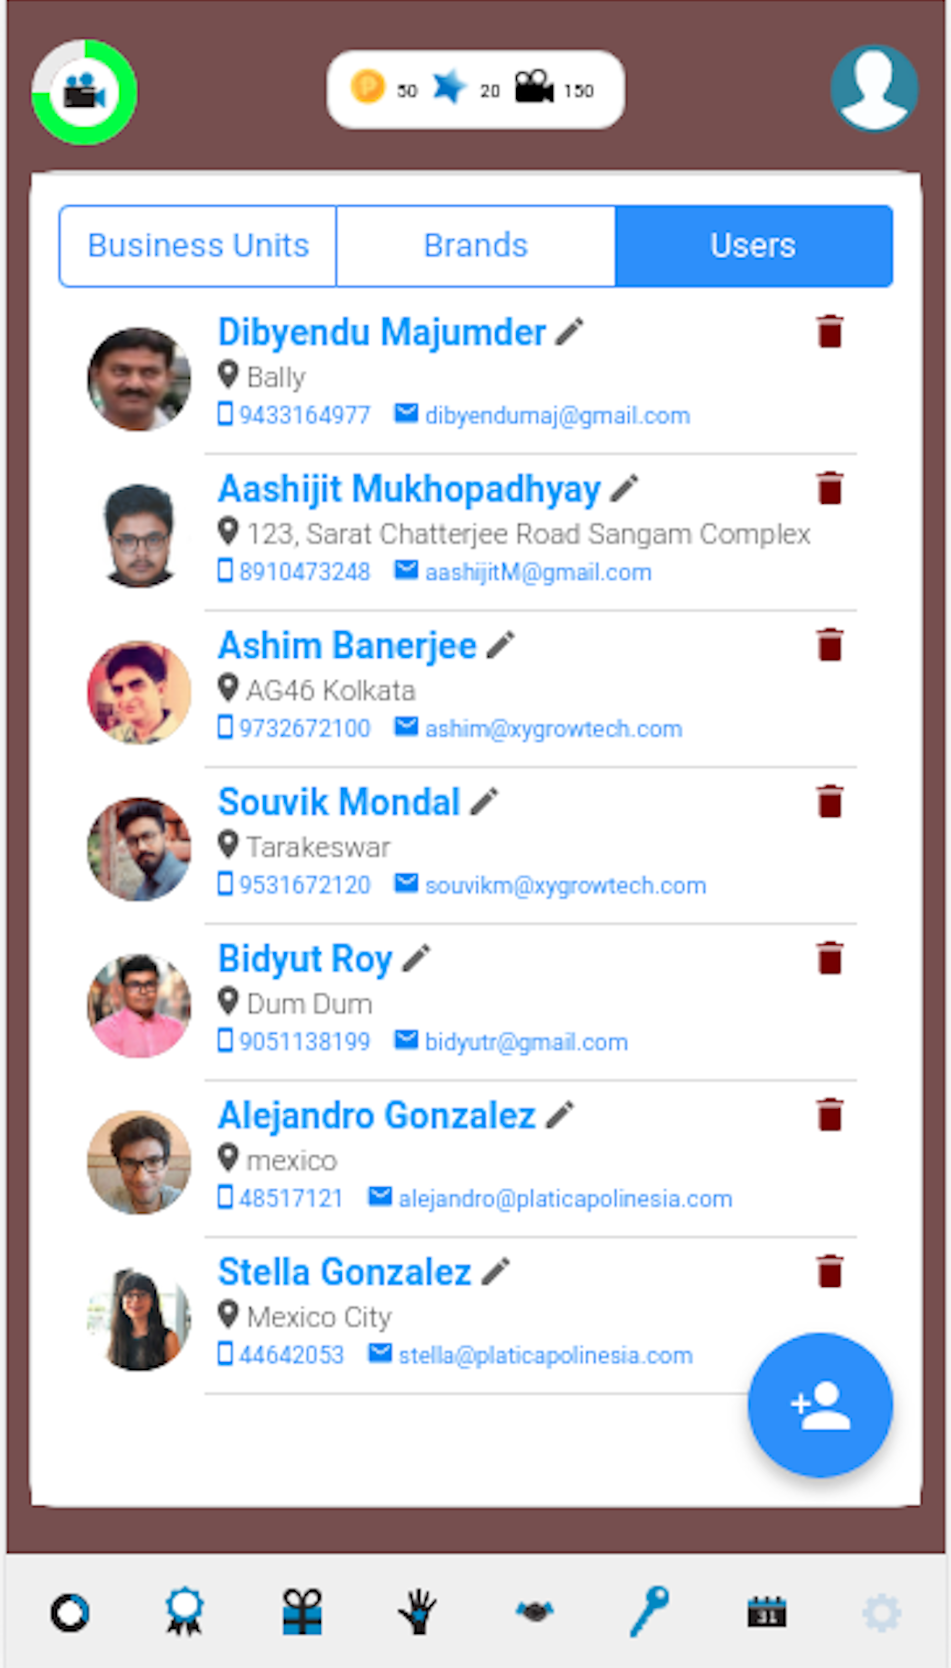 P 50 20 150
Business Units Brands Users
Dibyendu Majumder
Bally
9433164977 dibyendumaj@gmail.com
Aashijit Mukhopadhyay
123, Sarat Chatterjee Road Sangam Complex
8910473248 aashijitM@gmail.com
Ashim Banerjee
AG46 Kolkata
9732672100 ashim@xygrowtech.com
Souvik Mondal
Tarakeswar
9531672120 souvikm@xygrowtech.com
Bidyut Roy
Dum Dum
9051138199 bidyutr@gmail.com
Alejandro Gonzalez
mexico
48517121 alejandro@platicapolinesia.com
Stella Gonzalez
Mexico City
44642053 stella@platicapolinesia.com
31